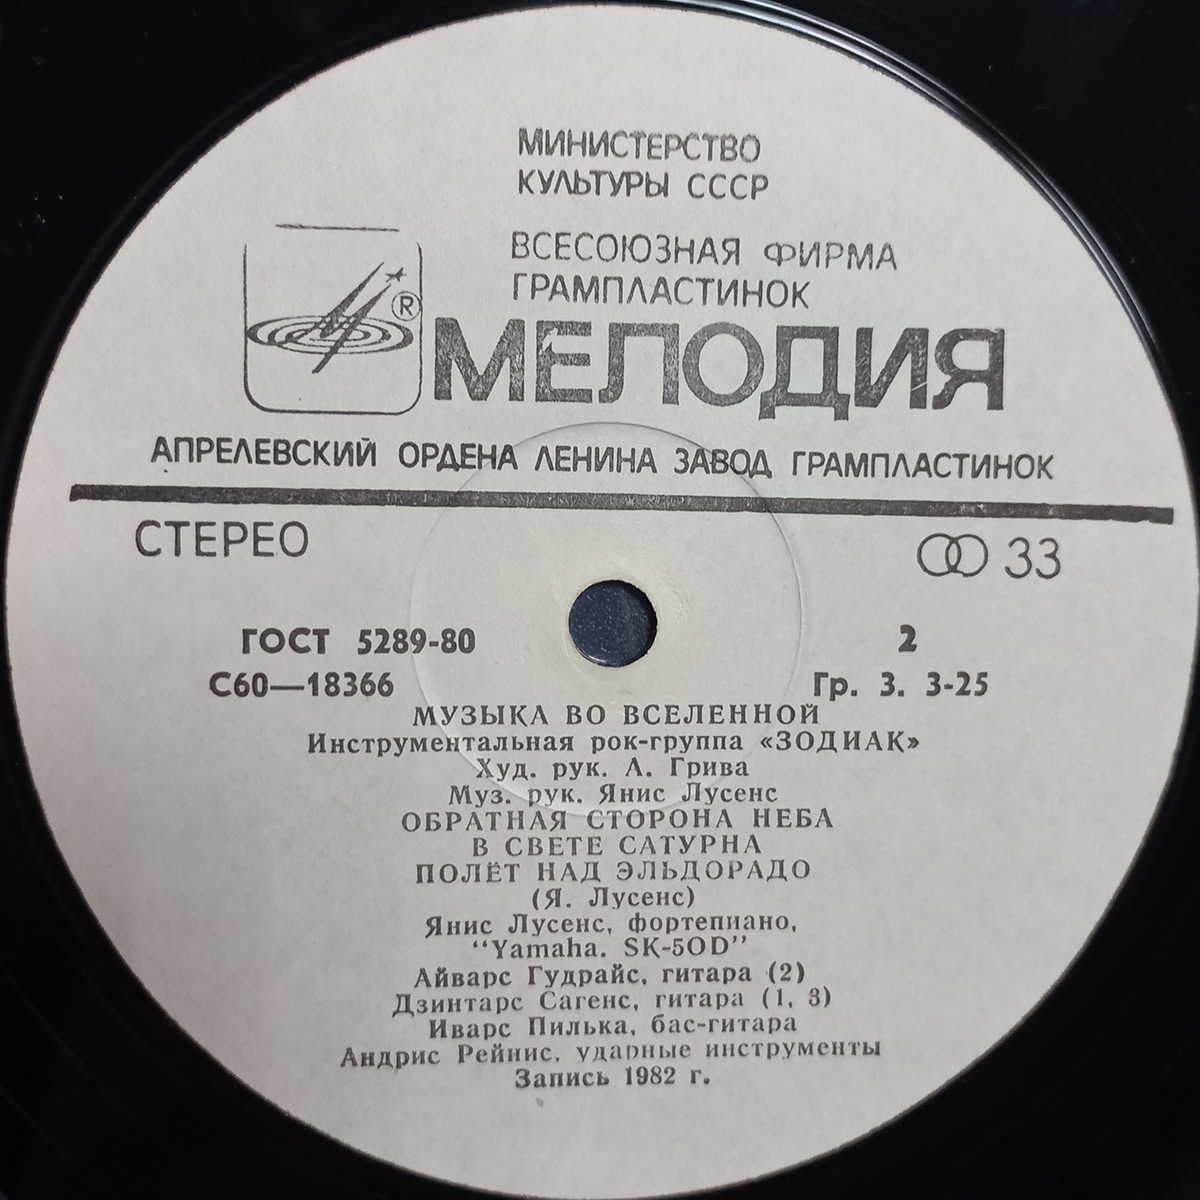 МИНИСТЕРСТВО
КУЛЬТУРЫ СССР
ВСЕСОЮЗНАЯ ФИРМА
ГРАМПЛАСТИНОК
®
МЕЛОДИЯ
АПРЕЛЕВСКИЙ ОРДЕНА ЛЕНИНА ЗАВОД ГРАМПЛАСТИНОК
СТЕРЕО 33
ГОСТ 5289-80 2
С60—18366 Гр. 3. 3-25
МУЗЫКА ВО ВСЕЛЕННОЙ
Инструментальная рок-группа «ЗОДИАК»
Худ. рук. А. Грива
Муз. рук. Янис Лусенс
ОБРАТНАЯ СТОРОНА НЕБА
В СВЕТЕ САТУРНА
ПОЛЁТ НАД ЭЛЬДОРАДО
(Я. Лусенс)
Янис Лусенс, фортепиано,
“Yamaha. SK-5OD”
Айварс Гудрайс, гитара (2)
Дзинтарс Сагенс, гитара (1, 3)
Иварс Пилька, бас-гитара
Андрис Рейнис, ударные инструменты
Запись 1982 г.